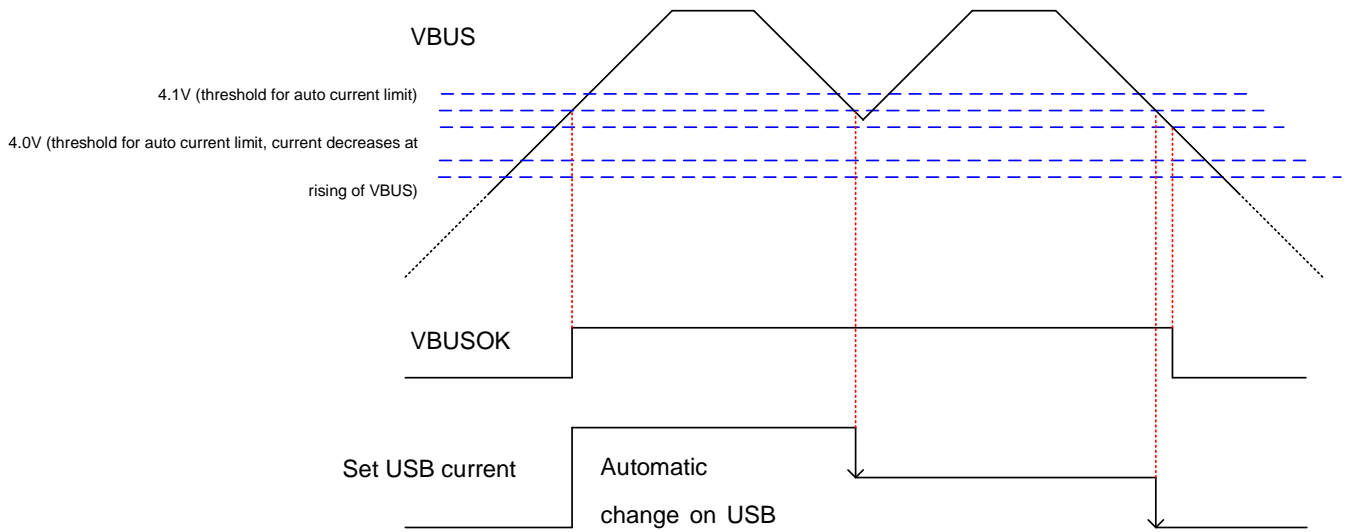 VBUS
4.1V (threshold for auto current limit)
4.0V (threshold for auto current limit, current decreases at
rising of VBUS)
VBUSOK
Set USB current
Automatic
change on USB